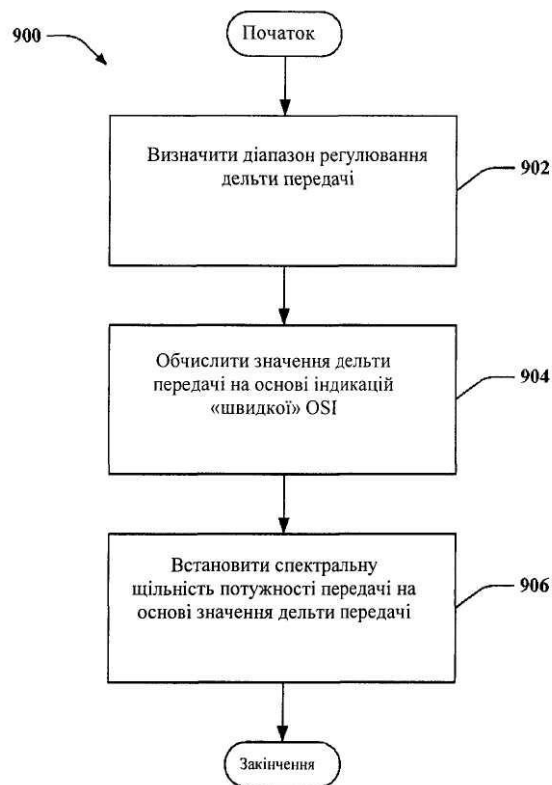 900
Початок
Визначити діапазон регулювання
дельти передачі
902
Обчислити значення дельти
передачі на основі індикацій
«швидкої» OSI
904
Встановити спектральну
щільність потужності передачі на
основі значення дельти передачі
906
Закінчення